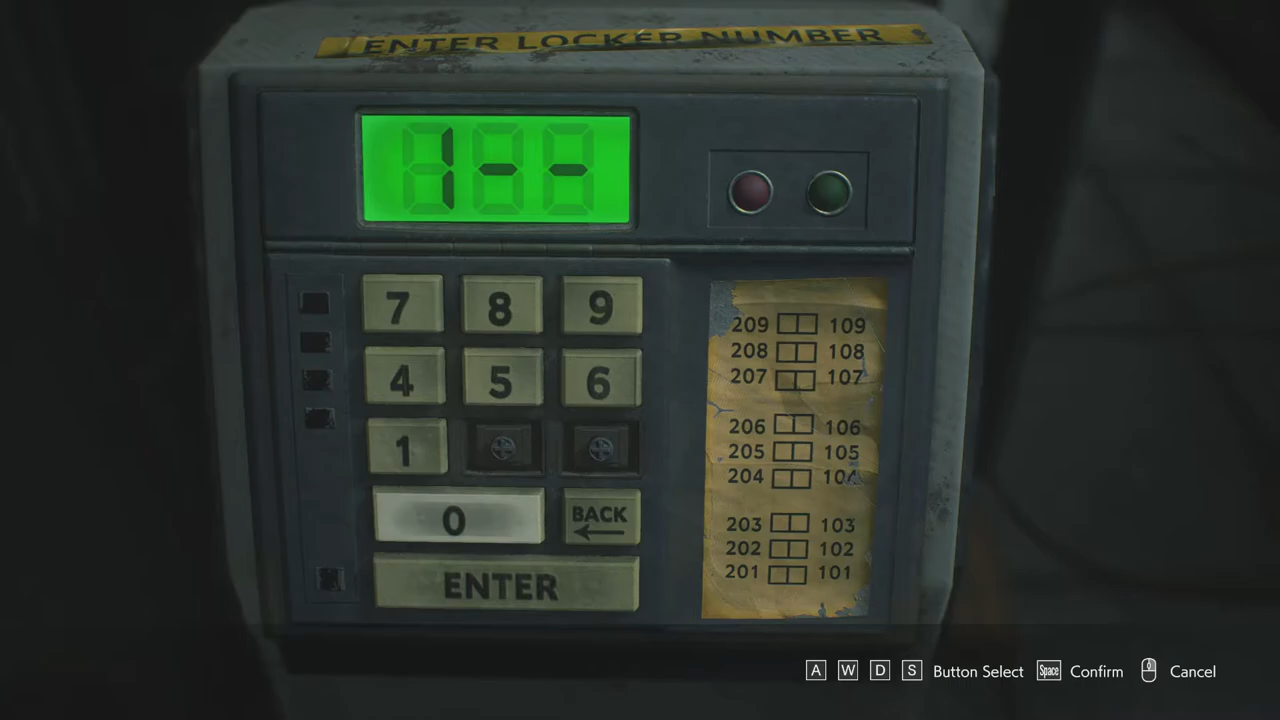 ENTER LOCKER NUMBER
1--
7 8 9
4 5 6
1
0 BACK
ENTER
209 109
208 108
207 107
206 106
205 105
204 104
203 103
202 102
201 101
A W D S Button Select Space Confirm Cancel